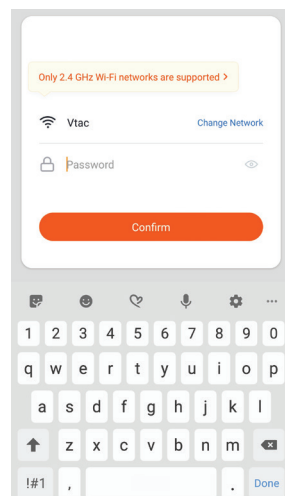 Only 2.4 GHz Wi-Fi networks are supported >
Vtac Change Network
Password
Confirm
1 2 3 4 5 6 7 8 9 0
q w e r t y u i o p
a s d f g h j k l
z x c v b n m
!#1 , . Done